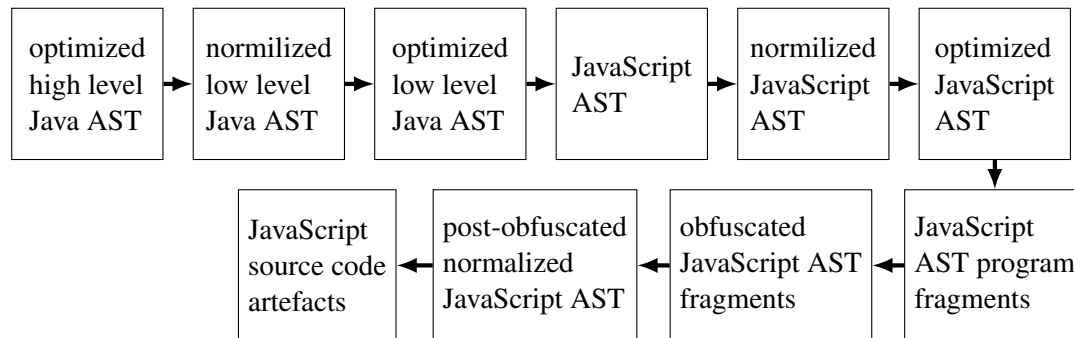 optimized
high level
Java AST
normilized
low level
Java AST
optimized
low level
Java AST
JavaScript
AST
normilized
JavaScript
AST
optimized
JavaScript
AST
JavaScript
source code
artefacts
post-obfuscated
normalized
JavaScript AST
obfuscated
JavaScript AST
fragments
JavaScript
AST program
fragments